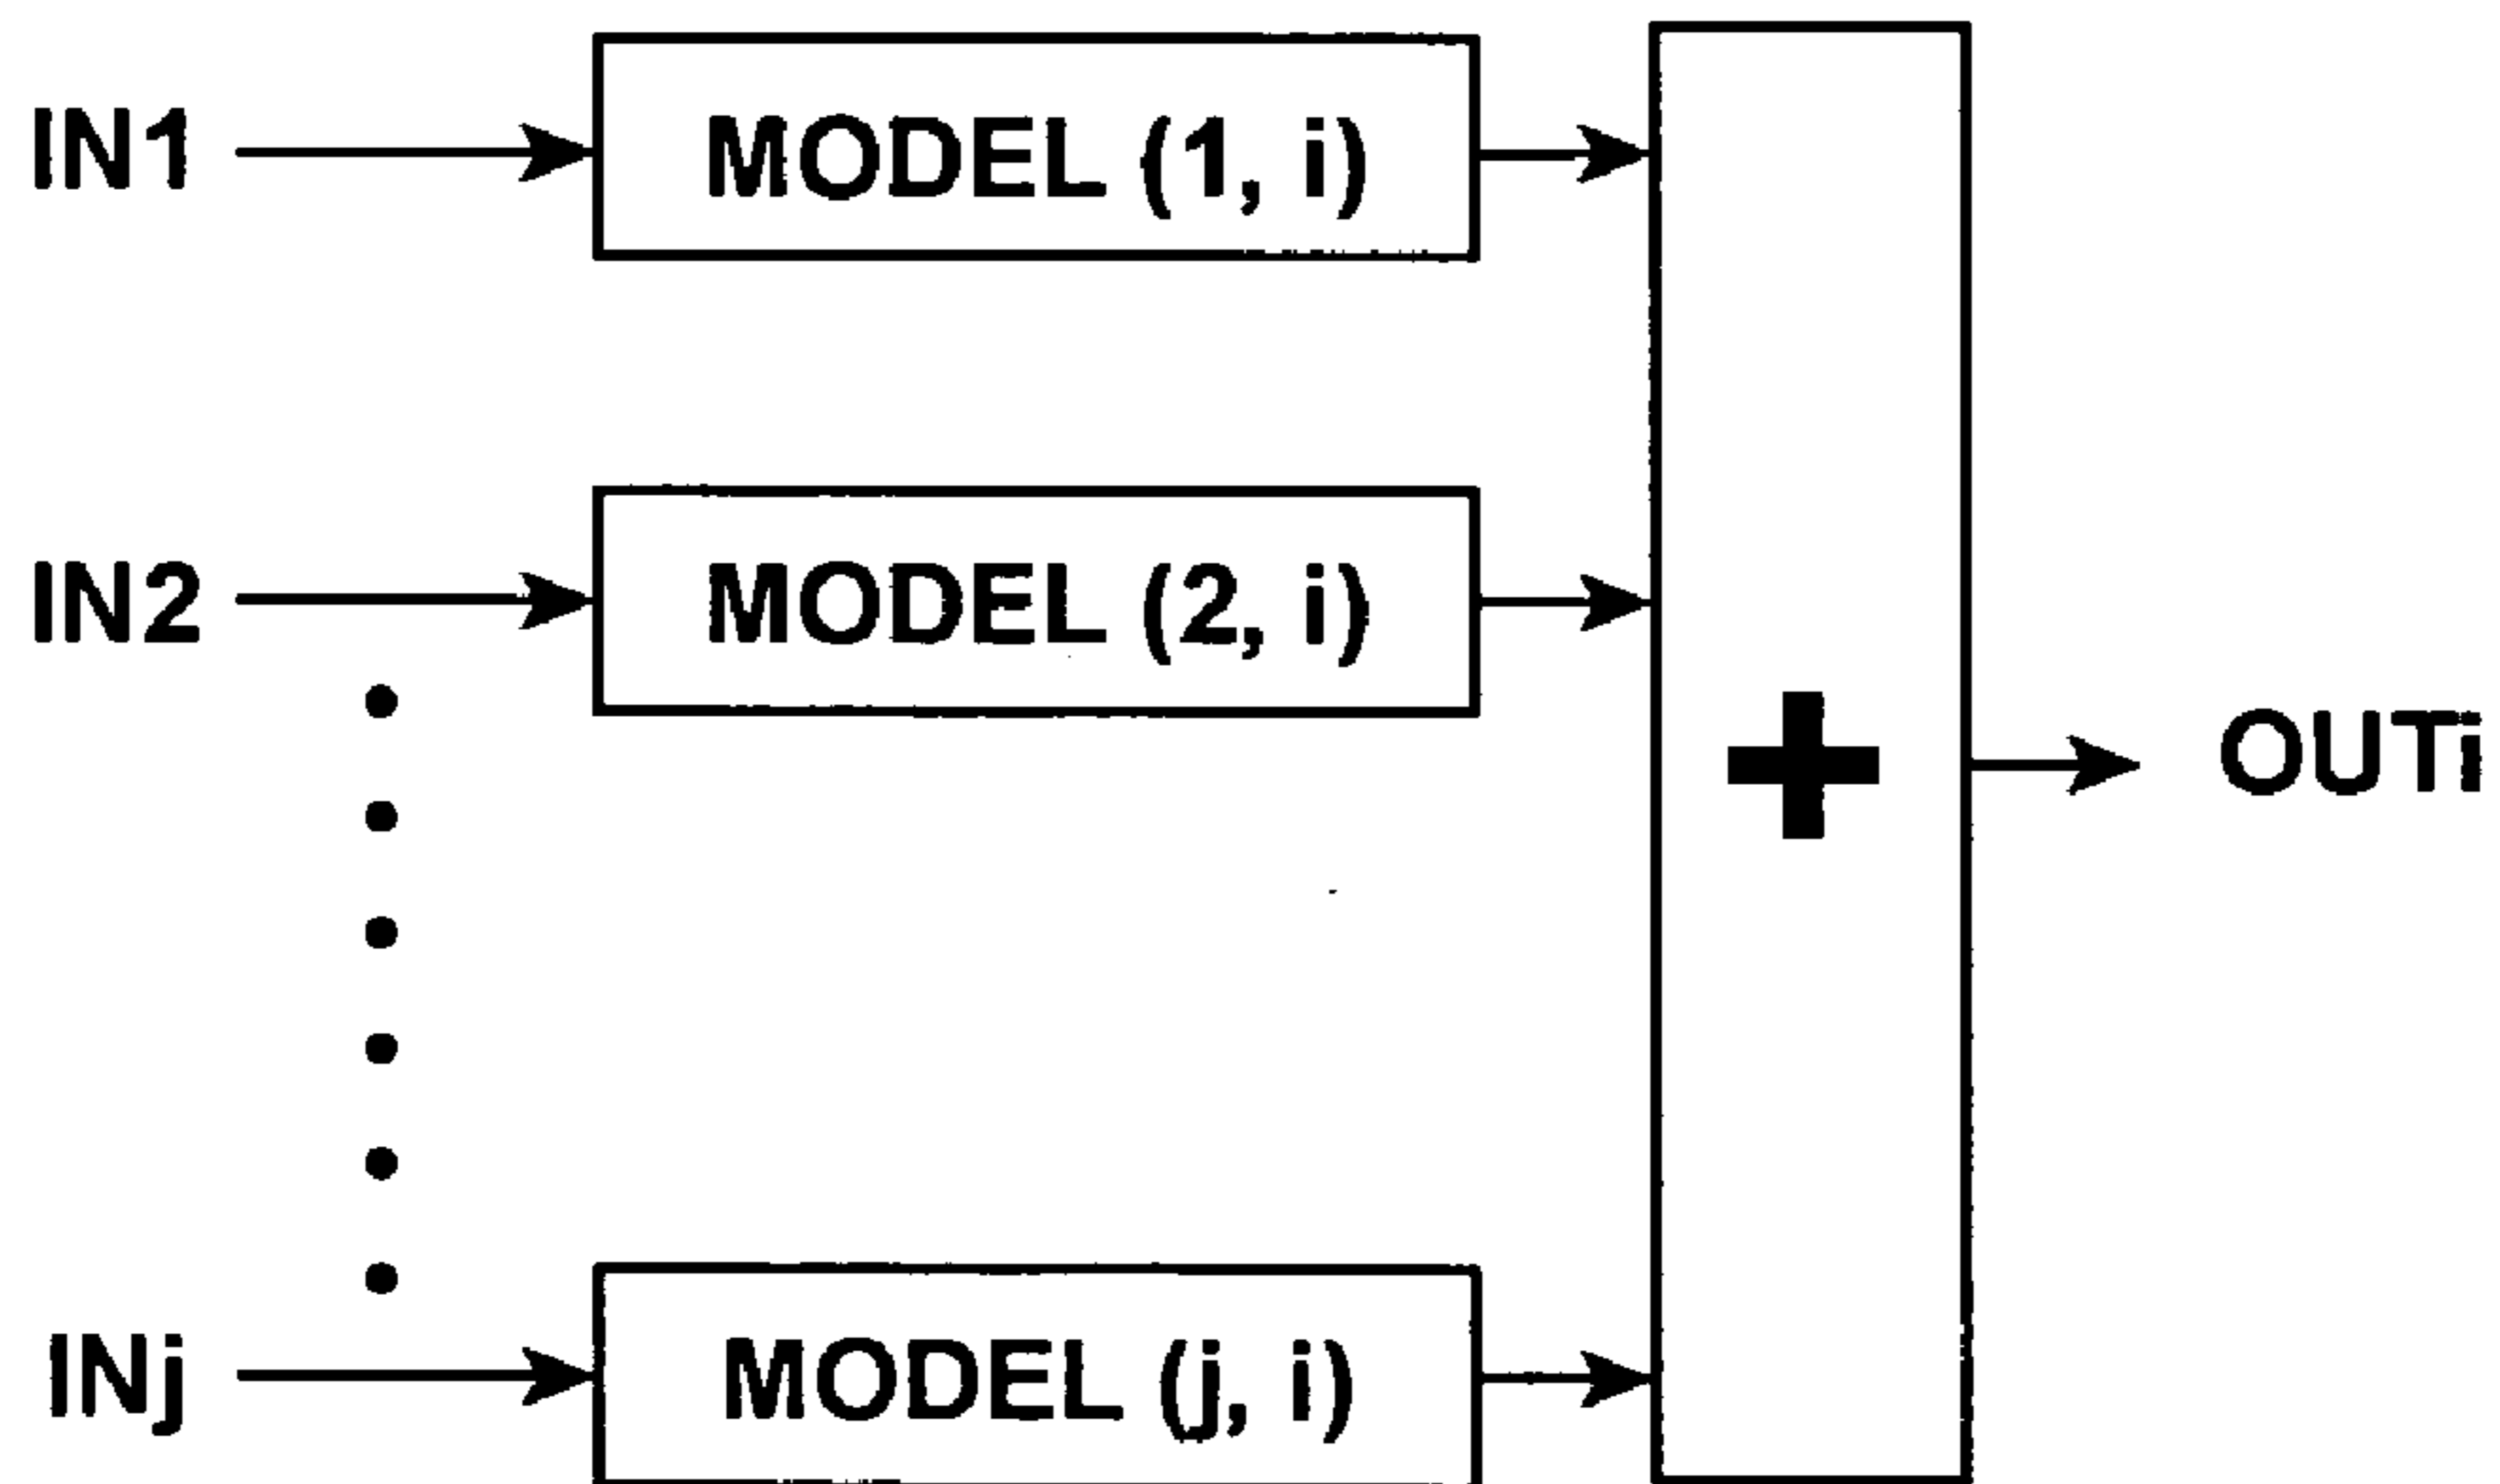 IN1
MODEL (1, i)
IN2
MODEL (2, i)
+
OUTi
INj
MODEL (j, i)